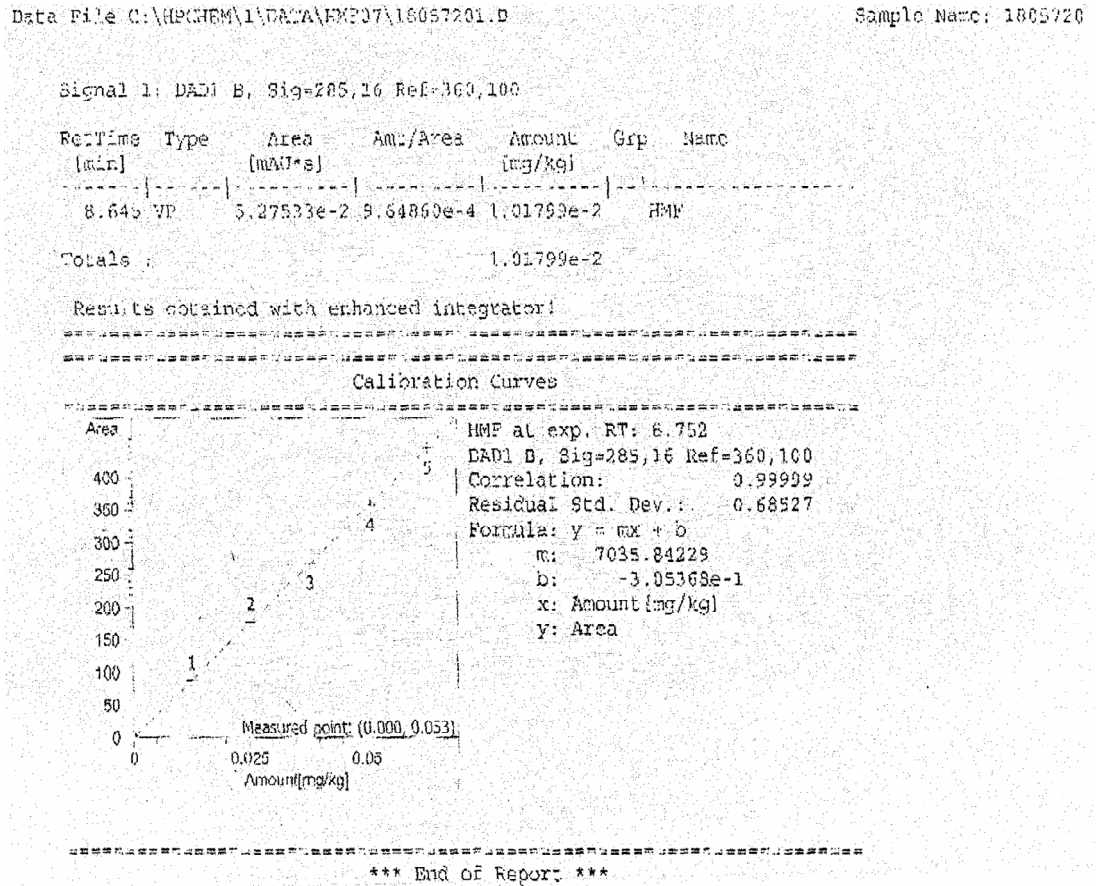 Data File C:\HPCHEM\1\DATA\EXP07\18057201.D Sample Name: 1805720
Signal 1: DAD1 B, Sig=285,16 Ref=360,100
RetTime Type Area Amt/Area Amount Grp Name
[min] [mAU*s] [mg/kg]
--------|------|----------|----------|----------|--|------------------
8.645 VP 5.27533e-2 9.64860e-4 1.01799e-2 HMF
Totals : 1.01799e-2
Results obtained with enhanced integrator!
Calibration Curves
Area
HMF at exp. RT: 8.752
DAD1 B, Sig=285,16 Ref=360,100
Correlation: 0.99999
Residual Std. Dev.: 0.68527
Formula: y = mx + b
m: 7035.84229
b: -3.05368e-1
x: Amount[mg/kg]
y: Area
400
350
300
250
200
150
100
50
0
1
2
3
4
5
Measured point: (0.000, 0.053)
0 0.025 0.05
Amount[mg/kg]
*** End of Report ***